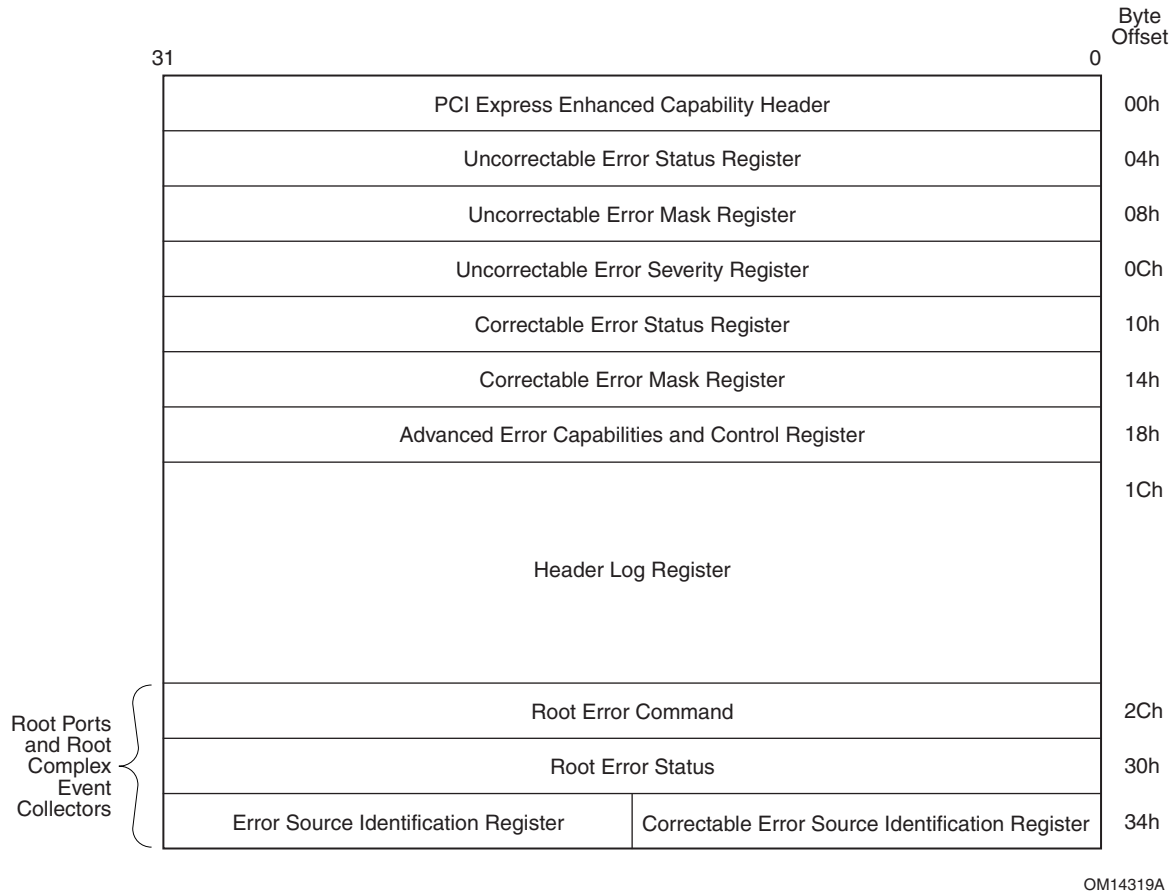 Byte
Offset
31
0
PCI Express Enhanced Capability Header
00h
Uncorrectable Error Status Register
04h
Uncorrectable Error Mask Register
08h
Uncorrectable Error Severity Register
0Ch
Correctable Error Status Register
10h
Correctable Error Mask Register
14h
Advanced Error Capabilities and Control Register
18h
1Ch
Header Log Register
Root Ports
and Root
Complex
Event
Collectors
Root Error Command
2Ch
Root Error Status
30h
Error Source Identification Register
Correctable Error Source Identification Register
34h
OM14319A